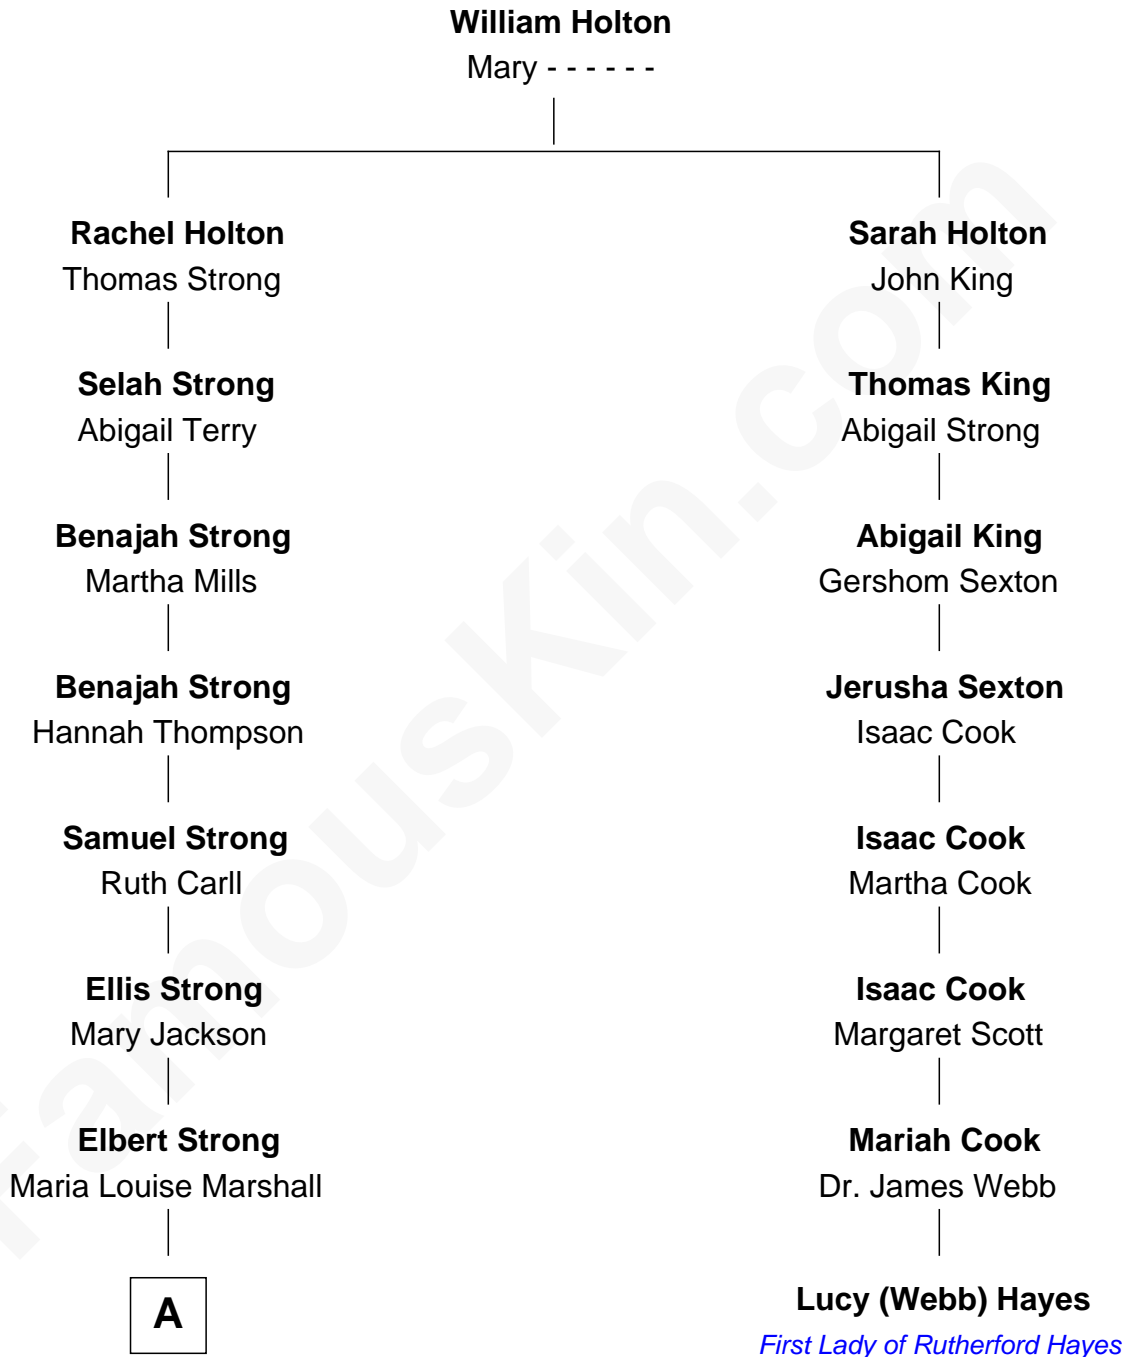 William Holton
Mary - - - - - -
Rachel Holton
Thomas Strong
Sarah Holton
John King
Selah Strong
Abigail Terry
Thomas King
Abigail Strong
Benajah Strong
Martha Mills
Abigail King
Gershom Sexton
Benajah Strong
Hannah Thompson
Jerusha Sexton
Isaac Cook
Samuel Strong
Ruth Carll
Isaac Cook
Martha Cook
Ellis Strong
Mary Jackson
Isaac Cook
Margaret Scott
Elbert Strong
Maria Louise Marshall
Mariah Cook
Dr. James Webb
A
Lucy (Webb) Hayes
First Lady of Rutherford Hayes
FamousKin.com